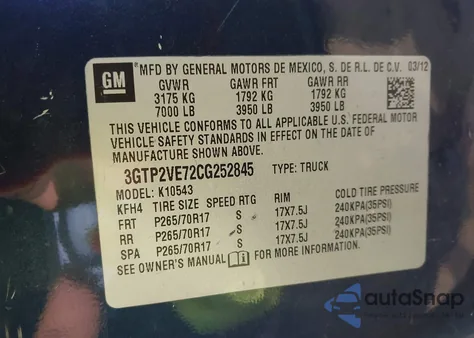 GM MFD BY GENERAL MOTORS DE MEXICO, S. DE R.L. DE C.V. 03/12
GVWR GAWR FRT GAWR RR
3175 KG 1792 KG 1792 KG
7000 LB 3950 LB 3950 LB
THIS VEHICLE CONFORMS TO ALL APPLICABLE U.S. FEDERAL MOTOR
VEHICLE SAFETY STANDARDS IN EFFECT ON THE DATE OF
MANUFACTURE SHOWN ABOVE.
3GTP2VE72CG252845 TYPE: TRUCK
MODEL: K10543
KFH4 TIRE SIZE SPEED RTG RIM COLD TIRE PRESSURE
FRT P265/70R17 S 17X7.5J 240KPA(35PSI)
RR P265/70R17 S 17X7.5J 240KPA(35PSI)
SPA P265/70R17 S 17X7.5J 240KPA(35PSI)
SEE OWNER'S MANUAL FOR MORE INFORMATION.
autoSnap